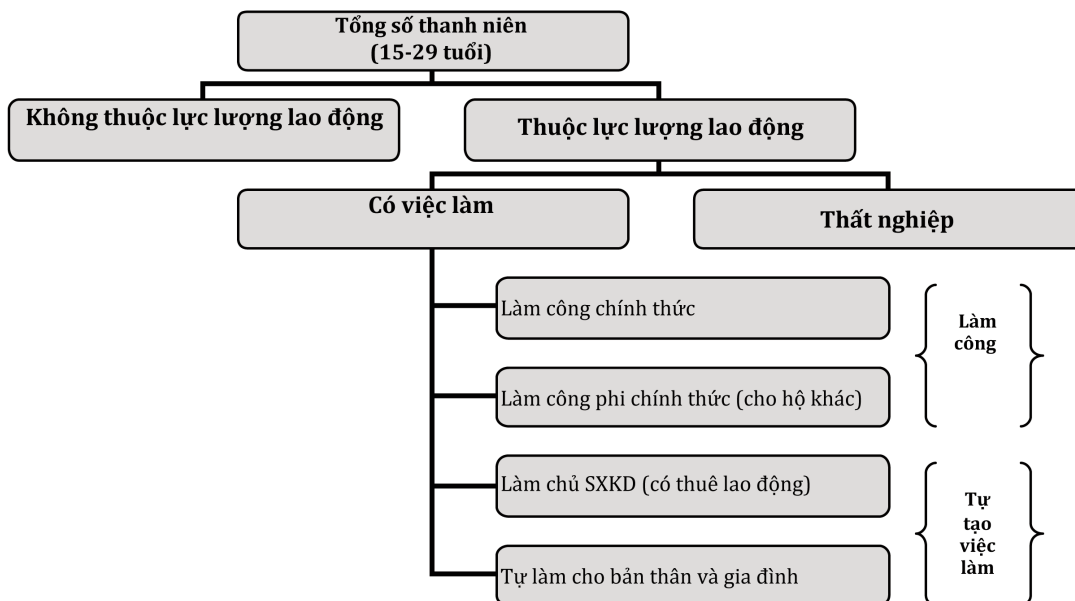 Tổng số thanh niên
(15-29 tuổi)
Không thuộc lực lượng lao động
Thuộc lực lượng lao động
Có việc làm
Thất nghiệp
Làm công chính thức
Làm công phi chính thức (cho hộ khác)
Làm
công
Làm chủ SXKD (có thuê lao động)
Tự làm cho bản thân và gia đình
Tự
tạo
việc
làm